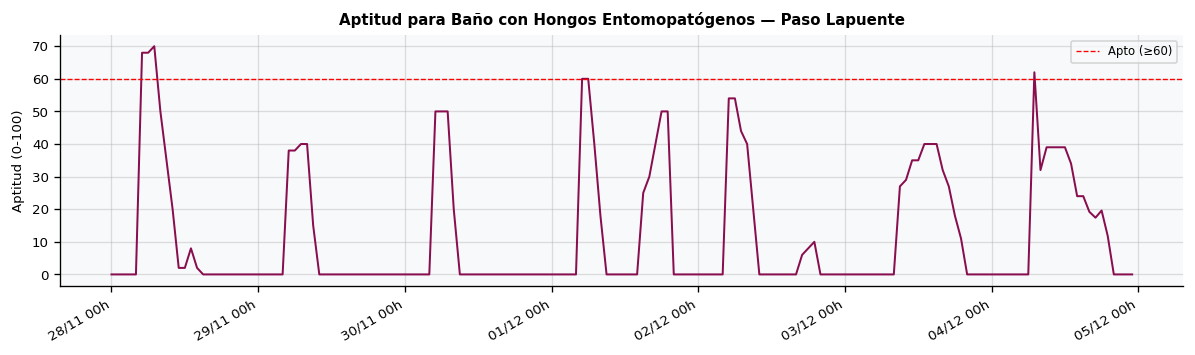 Aptitud para Baño con Hongos Entomopatógenos — Paso Lapuente
Apto (≥60)
Aptitud (0-100)
70
60
50
40
30
20
10
0
28/11 00h
29/11 00h
30/11 00h
01/12 00h
02/12 00h
03/12 00h
04/12 00h
05/12 00h